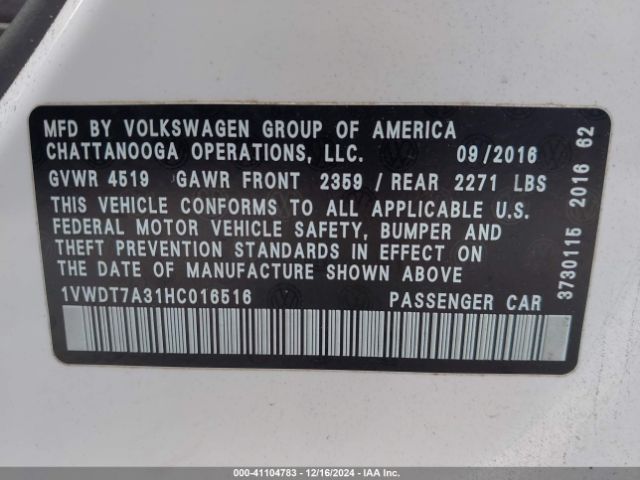 MFD BY VOLKSWAGEN GROUP OF AMERICA
CHATTANOOGA OPERATIONS, LLC. 09/2016
GVWR 4519 GAWR FRONT 2359 / REAR 2271 LBS
THIS VEHICLE CONFORMS TO ALL APPLICABLE U.S.
FEDERAL MOTOR VEHICLE SAFETY, BUMPER AND
THEFT PREVENTION STANDARDS IN EFFECT ON
THE DATE OF MANUFACTURE SHOWN ABOVE
1VWDT7A31HC016516 PASSENGER CAR
3730115 2016 62
000-41104783 - 12/16/2024 - IAA Inc.